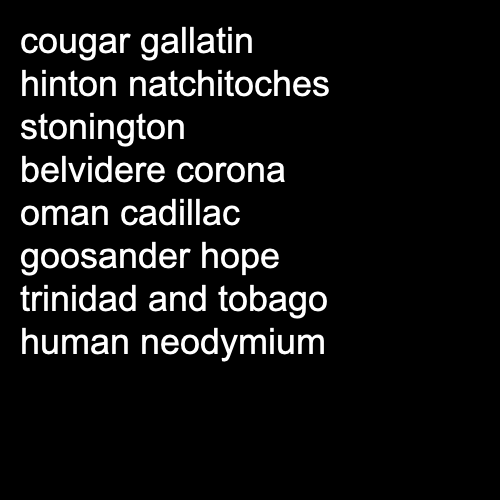 cougar gallatin
hinton natchitoches
stonington
belvidere corona
oman cadillac
goosander hope
trinidad and tobago
human neodymium